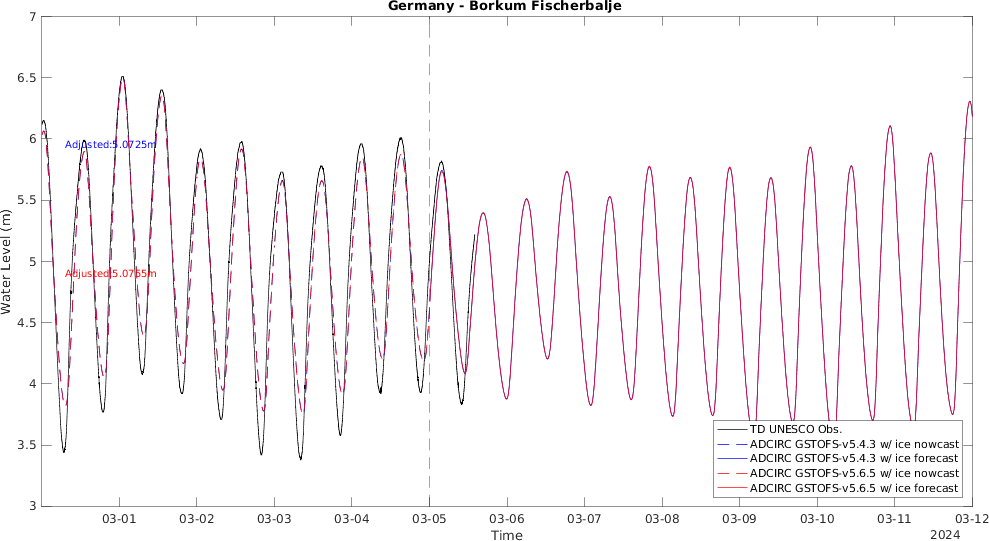 Germany - Borkum Fischerbalje
7
6.5
6
5.5
5
4.5
4
3.5
3
Water Level (m)
Adjusted:5.0725m
Adjusted:5.0765m
TD UNESCO Obs.
ADCIRC GSTOFS-v5.4.3 w/ ice nowcast
ADCIRC GSTOFS-v5.4.3 w/ ice forecast
ADCIRC GSTOFS-v5.6.5 w/ ice nowcast
ADCIRC GSTOFS-v5.6.5 w/ ice forecast
03-01 03-02 03-03 03-04 03-05 03-06 03-07 03-08 03-09 03-10 03-11 03-12
Time
2024